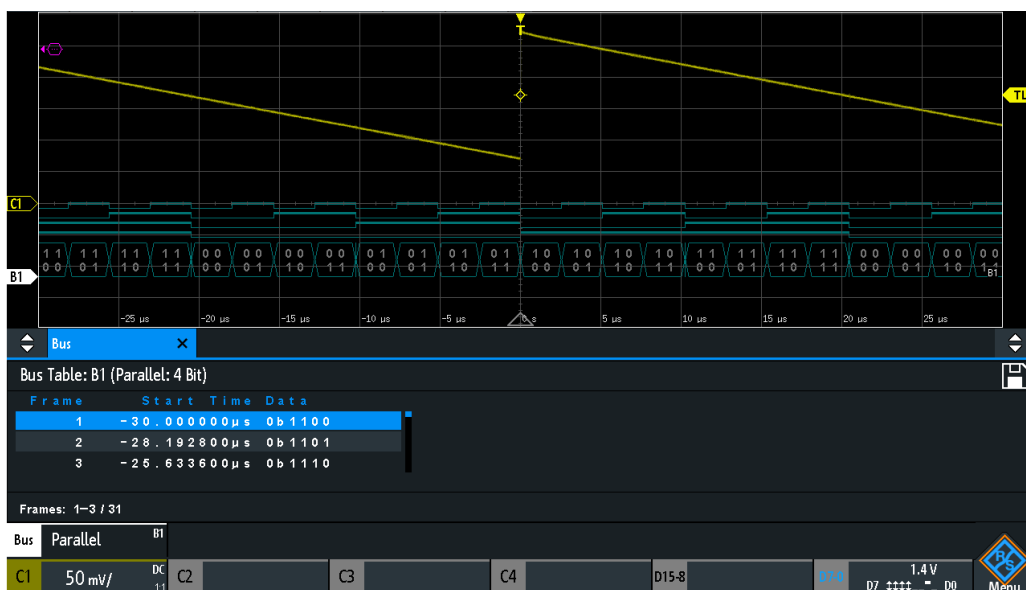 T
TL
C1
11 11 11 11 00 00 00 00 01 01 01 01 10 10 10 10 11 11 11 11 00 00 00 00
00 01 10 11 00 01 10 11 00 01 10 11 00 01 10 11 00 01 10 11 00 01 10 11
B1
B1
-25 µs -20 µs -15 µs -10 µs -5 µs 0 s 5 µs 10 µs 15 µs 20 µs 25 µs
Bus ×
Bus Table: B1 (Parallel: 4 Bit)
Frame Start Time Data
1 -30.000000µs 0b1100
2 -28.192800µs 0b1101
3 -25.633600µs 0b1110
Frames: 1–3 / 31
Bus Parallel B1
C1 50 mV/ DC 1:1 C2 C3 C4 D15-8 D7-0 1.4 V
D7 D0
R S
Menu